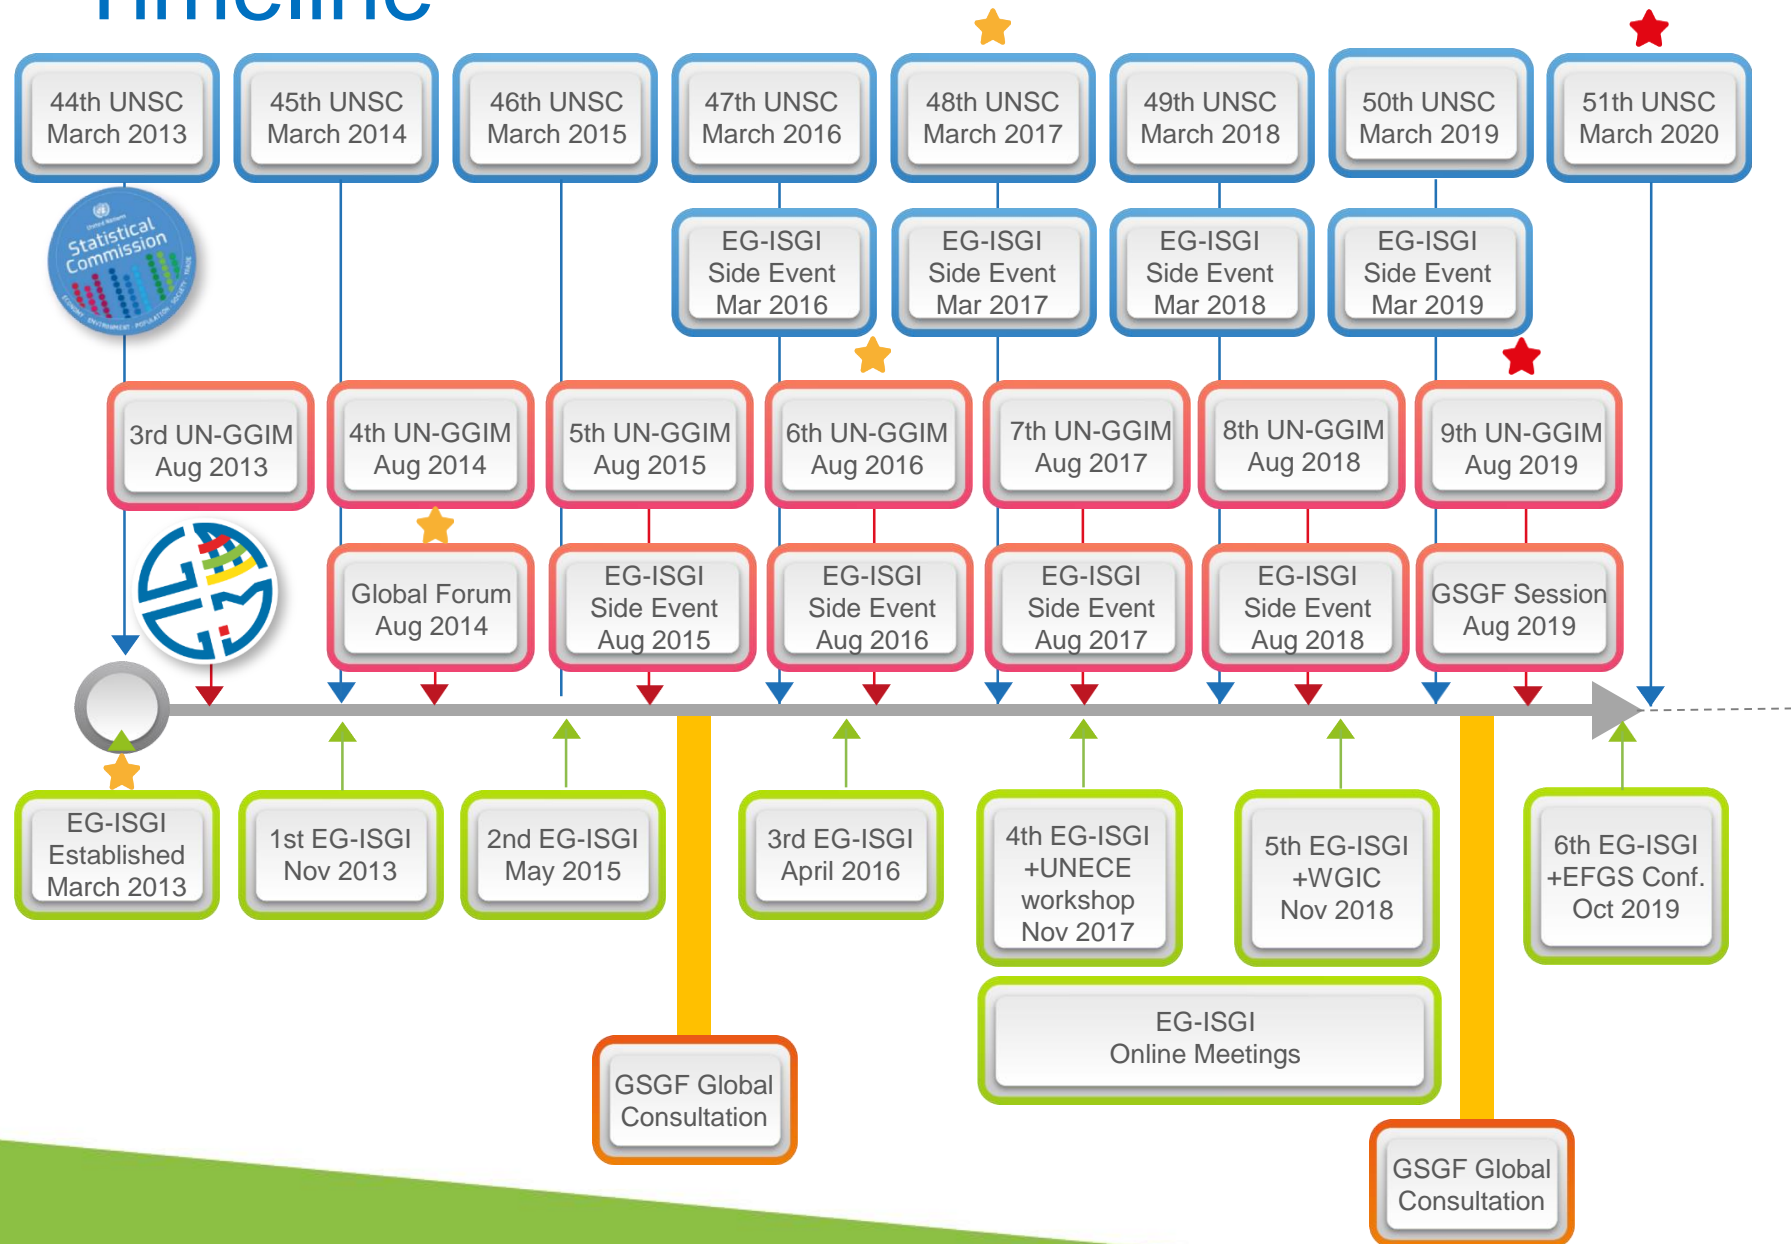 Timeline
44th UNSC
March 2013
45th UNSC
March 2014
46th UNSC
March 2015
47th UNSC
March 2016
48th UNSC
March 2017
49th UNSC
March 2018
50th UNSC
March 2019
51th UNSC
March 2020
United Nations
Statistical
Commission
ECONOMY · ENVIRONMENT · POPULATION · SOCIETY · TRADE
EG-ISGI
Side Event
Mar 2016
EG-ISGI
Side Event
Mar 2017
EG-ISGI
Side Event
Mar 2018
EG-ISGI
Side Event
Mar 2019
3rd UN-GGIM
Aug 2013
4th UN-GGIM
Aug 2014
5th UN-GGIM
Aug 2015
6th UN-GGIM
Aug 2016
7th UN-GGIM
Aug 2017
8th UN-GGIM
Aug 2018
9th UN-GGIM
Aug 2019
Global Forum
Aug 2014
EG-ISGI
Side Event
Aug 2015
EG-ISGI
Side Event
Aug 2016
EG-ISGI
Side Event
Aug 2017
EG-ISGI
Side Event
Aug 2018
GSGF Session
Aug 2019
EG-ISGI
Established
March 2013
1st EG-ISGI
Nov 2013
2nd EG-ISGI
May 2015
3rd EG-ISGI
April 2016
4th EG-ISGI
+UNECE
workshop
Nov 2017
5th EG-ISGI
+WGIC
Nov 2018
6th EG-ISGI
+EFGS Conf.
Oct 2019
EG-ISGI
Online Meetings
GSGF Global
Consultation
GSGF Global
Consultation